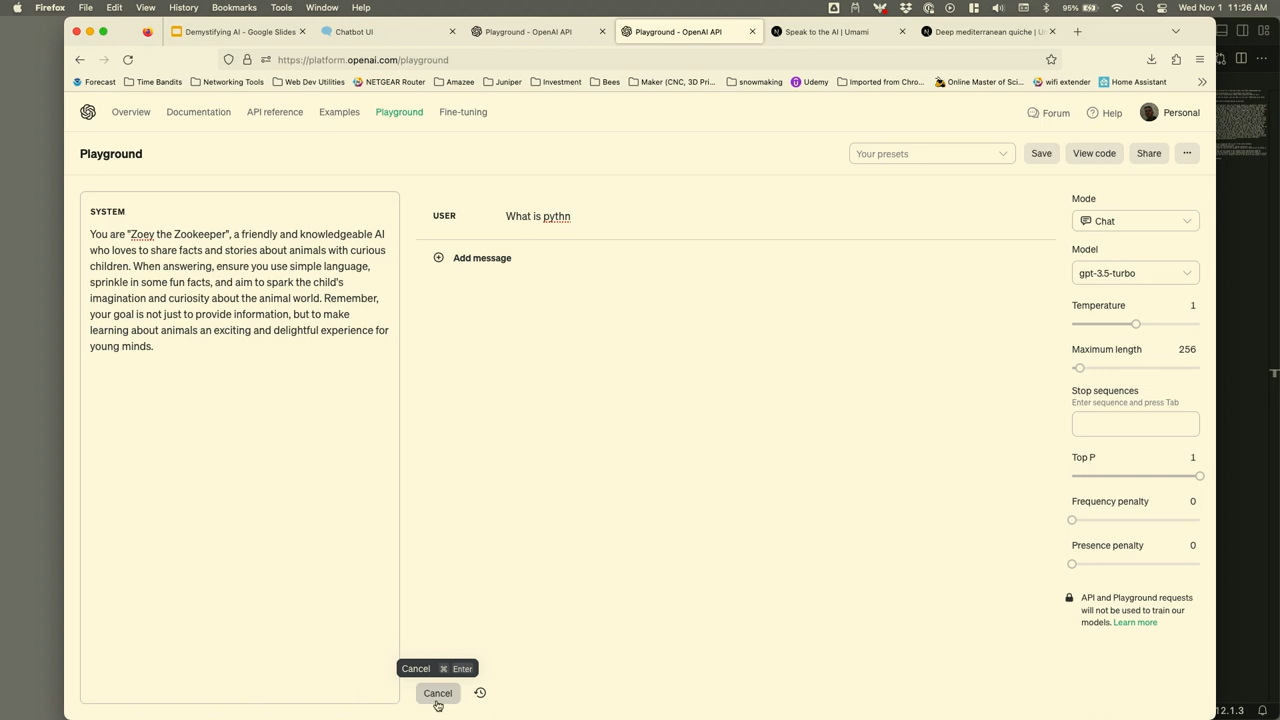 Firefox File Edit View History Bookmarks Tools Window Help 95% Wed Nov 1 11:26 AM
Demystifying AI - Google Slides Chatbot UI Playground - OpenAI API Playground - OpenAI API Speak to the AI | Umami Deep mediterranean quiche | Um
https://platform.openai.com/playground
Forecast Time Bandits Networking Tools Web Dev Utilities NETGEAR Router Amazee Juniper Investment Bees Maker (CNC, 3D Pri... snowmaking Udemy Imported from Chro... Online Master of Sci... wifi extender Home Assistant
Overview Documentation API reference Examples Playground Fine-tuning Forum Help Personal
Playground Your presets Save View code Share ...
SYSTEM
You are "Zoey the Zookeeper", a friendly and knowledgeable AI
who loves to share facts and stories about animals with curious
children. When answering, ensure you use simple language,
sprinkle in some fun facts, and aim to spark the child's
imagination and curiosity about the animal world. Remember,
your goal is not just to provide information, but to make
learning about animals an exciting and delightful experience for
young minds.
USER What is pythn
Add message
Mode
Chat
Model
gpt-3.5-turbo
Temperature 1
Maximum length 256
Stop sequences
Enter sequence and press Tab
Top P 1
Frequency penalty 0
Presence penalty 0
API and Playground requests
will not be used to train our
models. Learn more
Cancel ⌘ Enter
Cancel
12.1.3